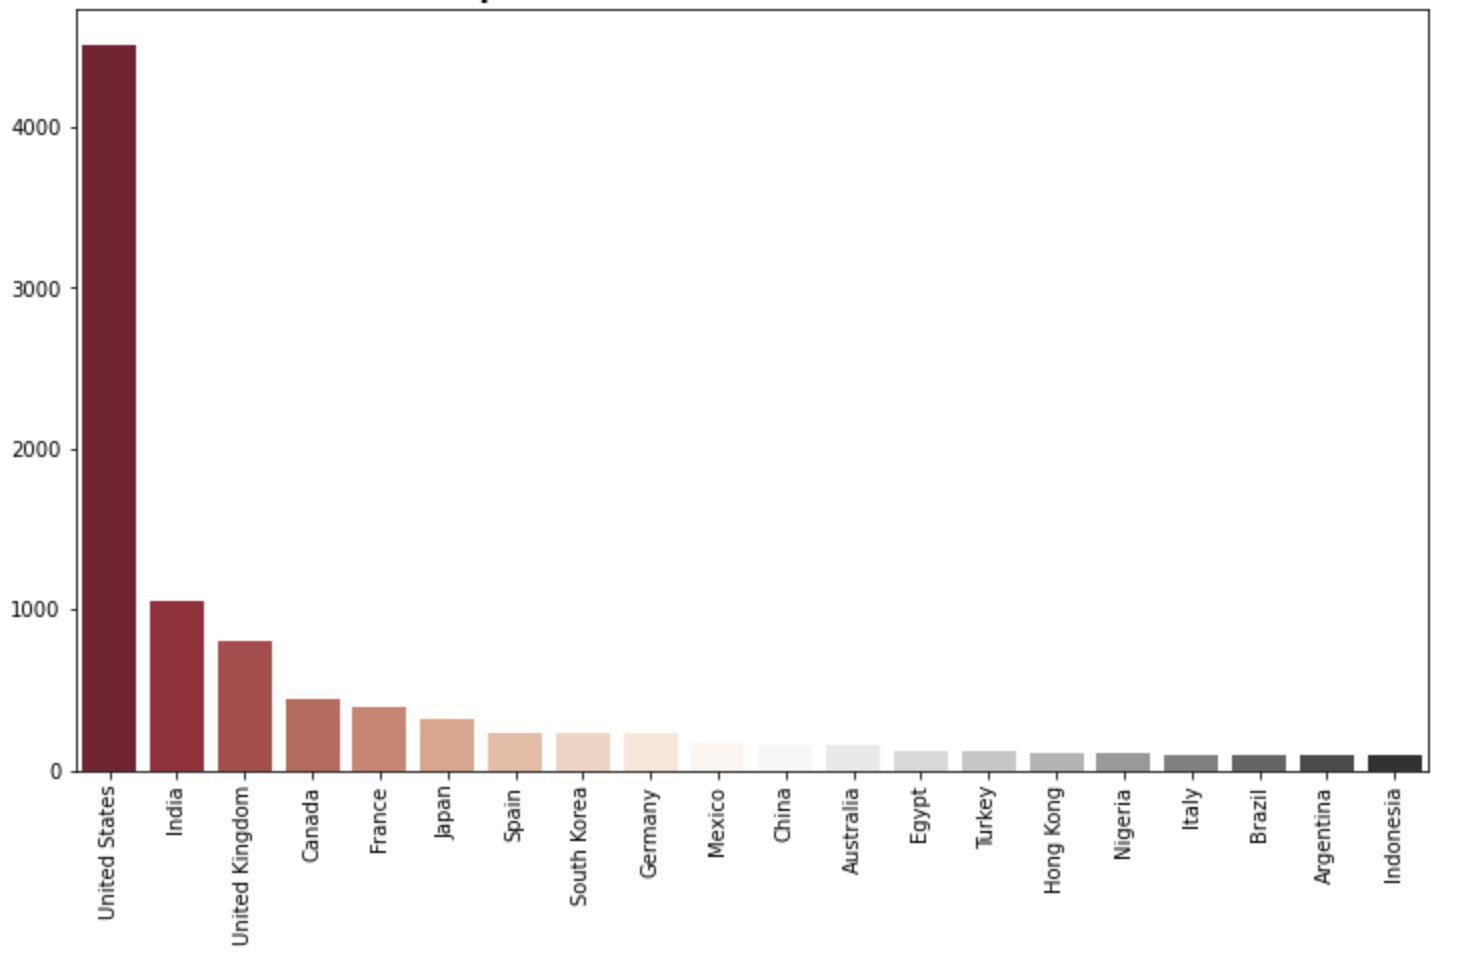 4000
3000
2000
1000
0
United States
India
United Kingdom
Canada
France
Japan
Spain
South Korea
Germany
Mexico
China
Australia
Egypt
Turkey
Hong Kong
Nigeria
Italy
Brazil
Argentina
Indonesia